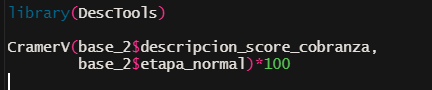 library(DescTools)
CramerV(base_2$descripcion_score_cobranza,
base_2$etapa_normal)*100